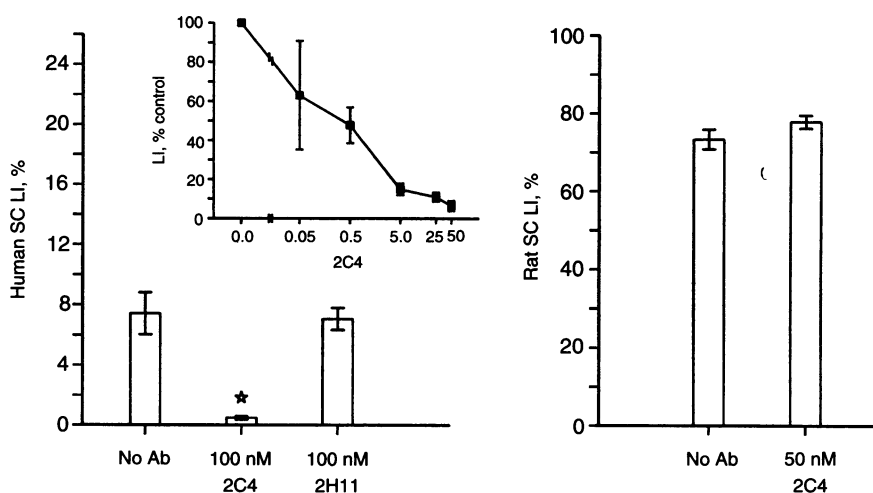 Human SC LI, %
24
20
16
12
8
4
0
No Ab
100 nM
2C4
100 nM
2H11
LI, % control
100
80
60
40
20
0
0.0
0.05
0.5
5.0
25
50
2C4
Rat SC LI, %
100
80
60
40
20
0
No Ab
50 nM
2C4